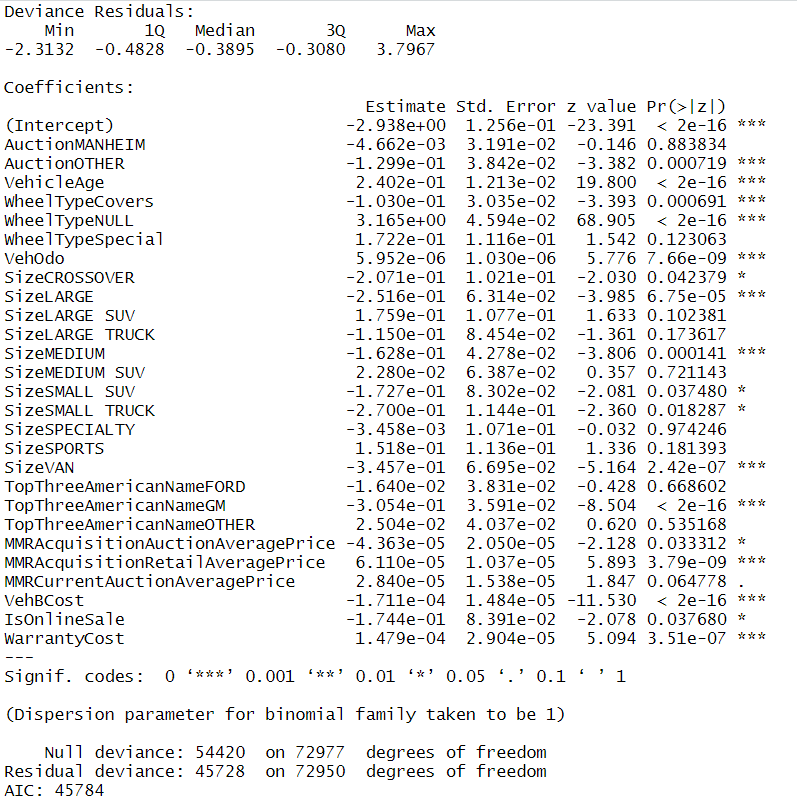 Deviance Residuals:
    Min       1Q   Median       3Q      Max
-2.3132  -0.4828  -0.3895  -0.3080   3.7967

Coefficients:
                                  Estimate Std. Error z value Pr(>|z|)
(Intercept)                     -2.938e+00  1.256e-01 -23.391  < 2e-16 ***
AuctionMANHEIM                  -4.662e-03  3.191e-02  -0.146 0.883834
AuctionOTHER                    -1.299e-01  3.842e-02  -3.382 0.000719 ***
VehicleAge                       2.402e-01  1.213e-02  19.800  < 2e-16 ***
WheelTypeCovers                 -1.030e-01  3.035e-02  -3.393 0.000691 ***
WheelTypeNULL                    3.165e+00  4.594e-02  68.905  < 2e-16 ***
WheelTypeSpecial                 1.722e-01  1.116e-01   1.542 0.123063
VehOdo                           5.952e-06  1.030e-06   5.776 7.66e-09 ***
SizeCROSSOVER                   -2.071e-01  1.021e-01  -2.030 0.042379 *
SizeLARGE                       -2.516e-01  6.314e-02  -3.985 6.75e-05 ***
SizeLARGE SUV                    1.759e-01  1.077e-01   1.633 0.102381
SizeLARGE TRUCK                 -1.150e-01  8.454e-02  -1.361 0.173617
SizeMEDIUM                      -1.628e-01  4.278e-02  -3.806 0.000141 ***
SizeMEDIUM SUV                   2.280e-02  6.387e-02   0.357 0.721143
SizeSMALL SUV                   -1.727e-01  8.302e-02  -2.081 0.037480 *
SizeSMALL TRUCK                 -2.700e-01  1.144e-01  -2.360 0.018287 *
SizeSPECIALTY                   -3.458e-03  1.071e-01  -0.032 0.974246
SizeSPORTS                       1.518e-01  1.136e-01   1.336 0.181393
SizeVAN                         -3.457e-01  6.695e-02  -5.164 2.42e-07 ***
TopThreeAmericanNameFORD        -1.640e-02  3.831e-02  -0.428 0.668602
TopThreeAmericanNameGM          -3.054e-01  3.591e-02  -8.504  < 2e-16 ***
TopThreeAmericanNameOTHER        2.504e-02  4.037e-02   0.620 0.535168
MMRAcquisitionAuctionAveragePrice -4.363e-05  2.050e-05  -2.128 0.033312 *
MMRAcquisitionRetailAveragePrice  6.110e-05  1.037e-05   5.893 3.79e-09 ***
MMRCurrentAuctionAveragePrice    2.840e-05  1.538e-05   1.847 0.064778 .
VehBCost                        -1.711e-04  1.484e-05 -11.530  < 2e-16 ***
IsOnlineSale                    -1.744e-01  8.391e-02  -2.078 0.037680 *
WarrantyCost                     1.479e-04  2.904e-05   5.094 3.51e-07 ***
---
Signif. codes:  0 ‘***’ 0.001 ‘**’ 0.01 ‘*’ 0.05 ‘.’ 0.1 ‘ ’ 1

(Dispersion parameter for binomial family taken to be 1)

    Null deviance: 54420  on 72977  degrees of freedom
Residual deviance: 45728  on 72950  degrees of freedom
AIC: 45784